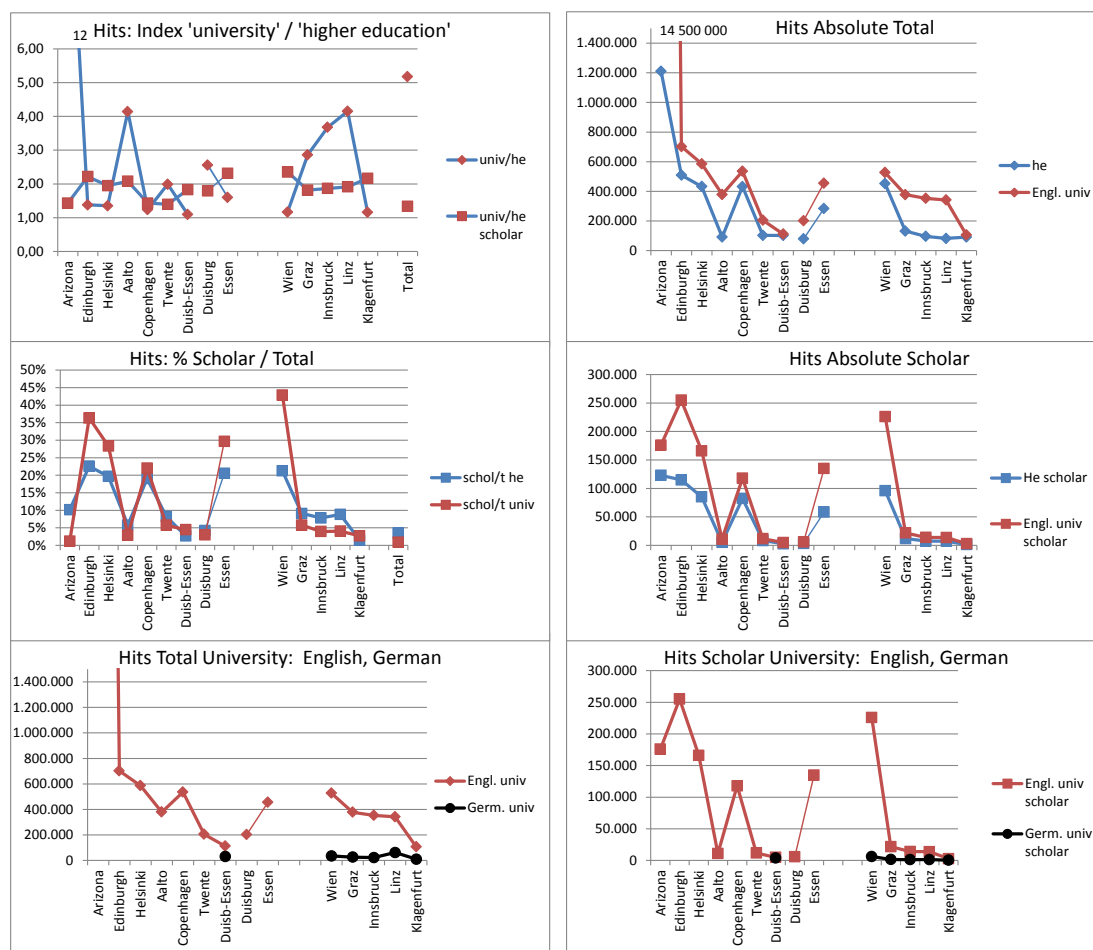 Hits: Index 'university' / 'higher education'
12
6,00
5,00
4,00
3,00
2,00
1,00
0,00
Arizona
Edinburgh
Helsinki
Aalto
Copenhagen
Twente
Duisb-Essen
Duisburg
Essen
Wien
Graz
Innsbruck
Linz
Klagenfurt
Total
univ/he
univ/he
scholar
Hits Absolute Total
14 500 000
1.400.000
1.200.000
1.000.000
800.000
600.000
400.000
200.000
0
Arizona
Edinburgh
Helsinki
Aalto
Copenhagen
Twente
Duisb-Essen
Duisburg
Essen
Wien
Graz
Innsbruck
Linz
Klagenfurt
he
Engl. univ
Hits: % Scholar / Total
50%
45%
40%
35%
30%
25%
20%
15%
10%
5%
0%
Arizona
Edinburgh
Helsinki
Aalto
Copenhagen
Twente
Duisb-Essen
Duisburg
Essen
Wien
Graz
Innsbruck
Linz
Klagenfurt
Total
schol/t he
schol/t univ
Hits Absolute Scholar
300.000
250.000
200.000
150.000
100.000
50.000
0
Arizona
Edinburgh
Helsinki
Aalto
Copenhagen
Twente
Duisb-Essen
Duisburg
Essen
Wien
Graz
Innsbruck
Linz
Klagenfurt
He scholar
Engl. univ
scholar
Hits Total University: English, German
1.400.000
1.200.000
1.000.000
800.000
600.000
400.000
200.000
0
Arizona
Edinburgh
Helsinki
Aalto
Copenhagen
Twente
Duisb-Essen
Duisburg
Essen
Wien
Graz
Innsbruck
Linz
Klagenfurt
Engl. univ
Germ. univ
Hits Scholar University: English, German
300.000
250.000
200.000
150.000
100.000
50.000
0
Arizona
Edinburgh
Helsinki
Aalto
Copenhagen
Twente
Duisb-Essen
Duisburg
Essen
Wien
Graz
Innsbruck
Linz
Klagenfurt
Engl. univ
scholar
Germ. univ
scholar